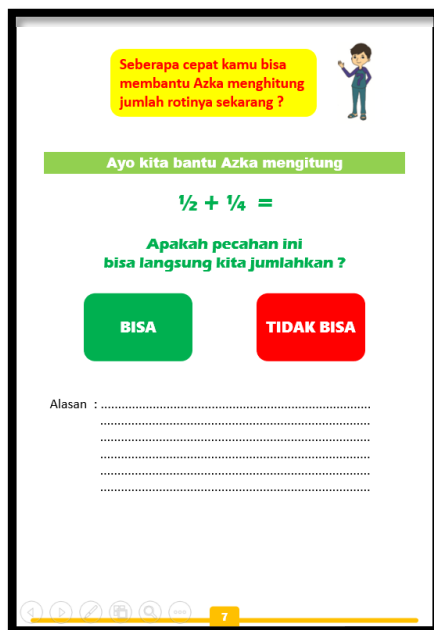 Seberapa cepat kamu bisa
membantu Azka menghitung
jumlah rotinya sekarang ?
Ayo kita bantu Azka mengitung
½ + ¼ =
Apakah pecahan ini
bisa langsung kita jumlahkan ?
BISA
TIDAK BISA
Alasan : ..............................................................................
..............................................................................
..............................................................................
..............................................................................
..............................................................................
..............................................................................
7